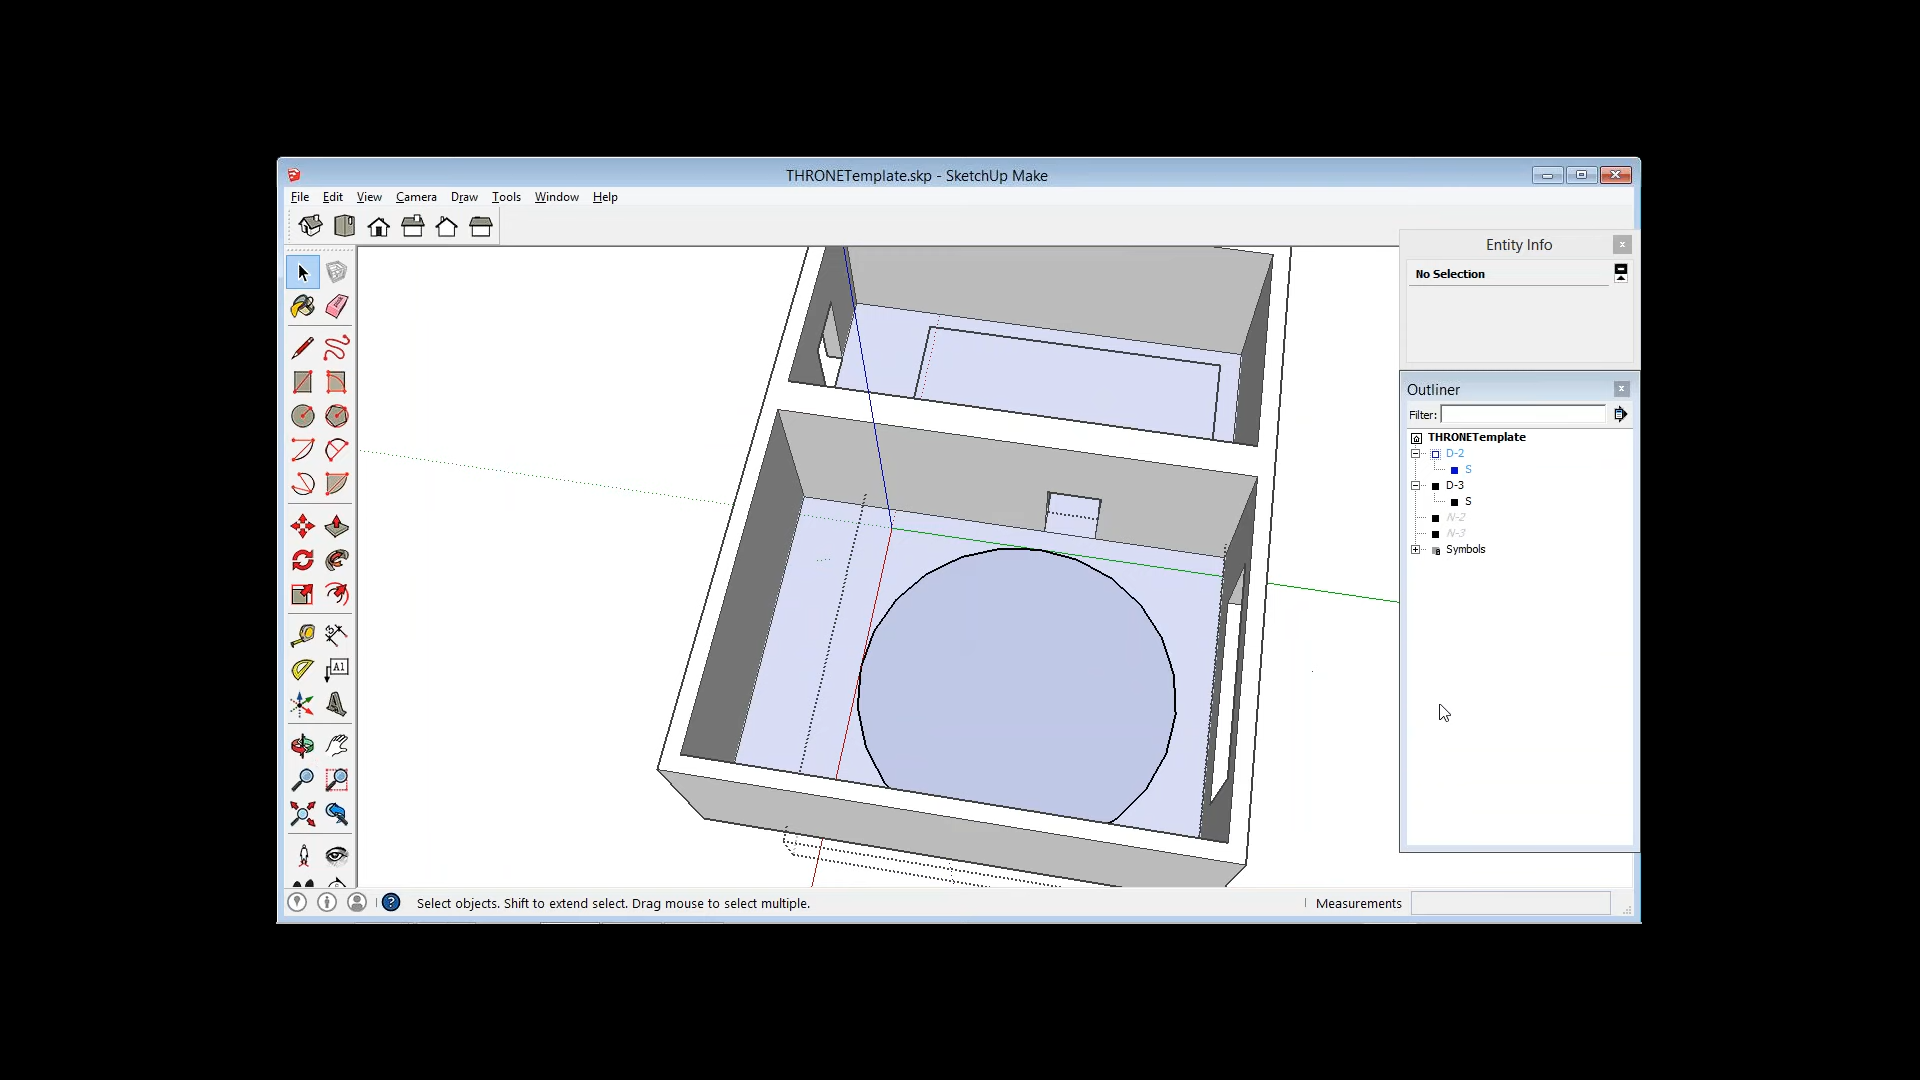 THRONETemplate.skp - SketchUp Make
File Edit View Camera Draw Tools Window Help
Entity Info
No Selection
Outliner
Filter:
THRONETemplate
D-2
S
D-3
S
N-2
N-3
Symbols
A1
Select objects. Shift to extend select. Drag mouse to select multiple.
Measurements